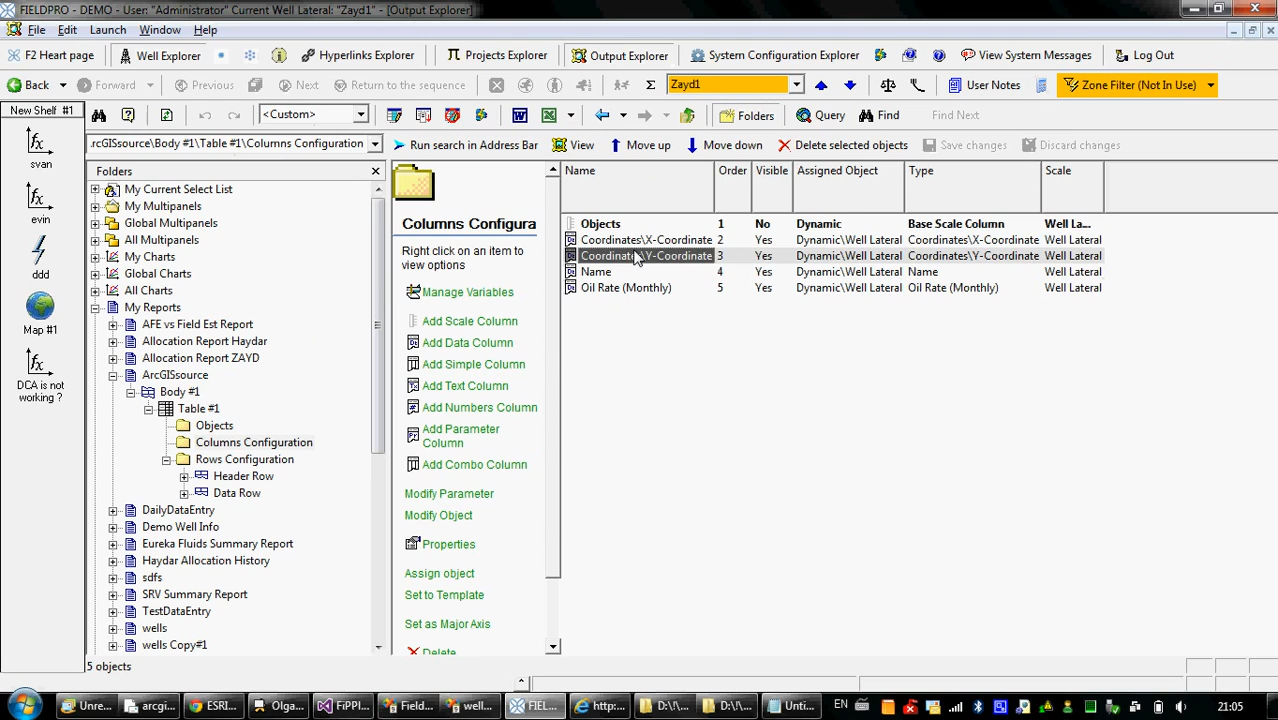 FIELDPRO - DEMO - User: "Administrator" Current Well Lateral: "Zayd1" - [Output Explorer]
File Edit Launch Window Help
F2 Heart page Well Explorer Hyperlinks Explorer Projects Explorer Output Explorer System Configuration Explorer View System Messages Log Out
Back Forward Previous Next Return to the sequence Σ Zayd1 User Notes Zone Filter (Not In Use)
New Shelf #1
<Custom> Folders Query Find Find Next
rcGISsource\Body #1\Table #1\Columns Configuration Run search in Address Bar View Move up Move down Delete selected objects Save changes Discard changes
svan
evin
ddd
Map #1
DCA is not
working ?
Folders
My Current Select List
My Multipanels
Global Multipanels
All Multipanels
My Charts
Global Charts
All Charts
My Reports
AFE vs Field Est Report
Allocation Report Haydar
Allocation Report ZAYD
ArcGISsource
Body #1
Table #1
Objects
Columns Configuration
Rows Configuration
Header Row
Data Row
DailyDataEntry
Demo Well Info
Eureka Fluids Summary Report
Haydar Allocation History
sdfs
SRV Summary Report
TestDataEntry
wells
wells Copy#1
Columns Configura
Right click on an item to
view options
Manage Variables
Add Scale Column
Add Data Column
Add Simple Column
Add Text Column
Add Numbers Column
Add Parameter
Column
Add Combo Column
Modify Parameter
Modify Object
Properties
Assign object
Set to Template
Set as Major Axis
Delete
Name Order Visible Assigned Object Type Scale
Objects 1 No Dynamic Base Scale Column Well La...
Coordinates\X-Coordinate 2 Yes Dynamic\Well Lateral Coordinates\X-Coordinate Well Lateral
Coordinates\Y-Coordinate 3 Yes Dynamic\Well Lateral Coordinates\Y-Coordinate Well Lateral
Name 4 Yes Dynamic\Well Lateral Name Well Lateral
Oil Rate (Monthly) 5 Yes Dynamic\Well Lateral Oil Rate (Monthly) Well Lateral
5 objects
Unre... arcgi... ESRI... Olga... FiPPI... Field... well... FIEL... http:... D:\!\... D:\!\... Unti... EN 21:05